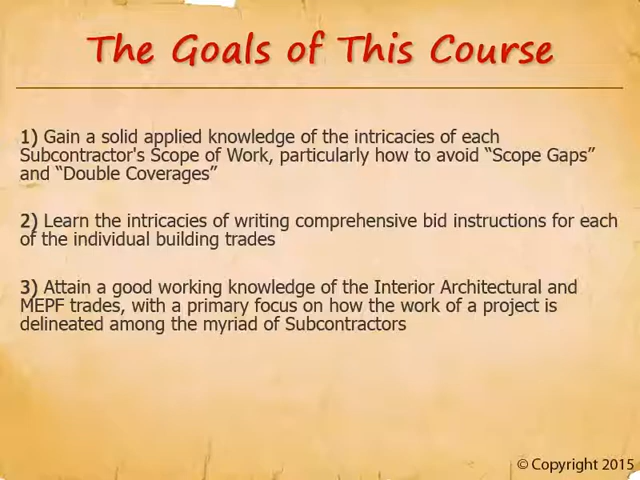 The Goals of This Course
1) Gain a solid applied knowledge of the intricacies of each
Subcontractor's Scope of Work, particularly how to avoid “Scope Gaps”
and “Double Coverages”
2) Learn the intricacies of writing comprehensive bid instructions for each
of the individual building trades
3) Attain a good working knowledge of the Interior Architectural and
MEPF trades, with a primary focus on how the work of a project is
delineated among the myriad of Subcontractors
© Copyright 2015